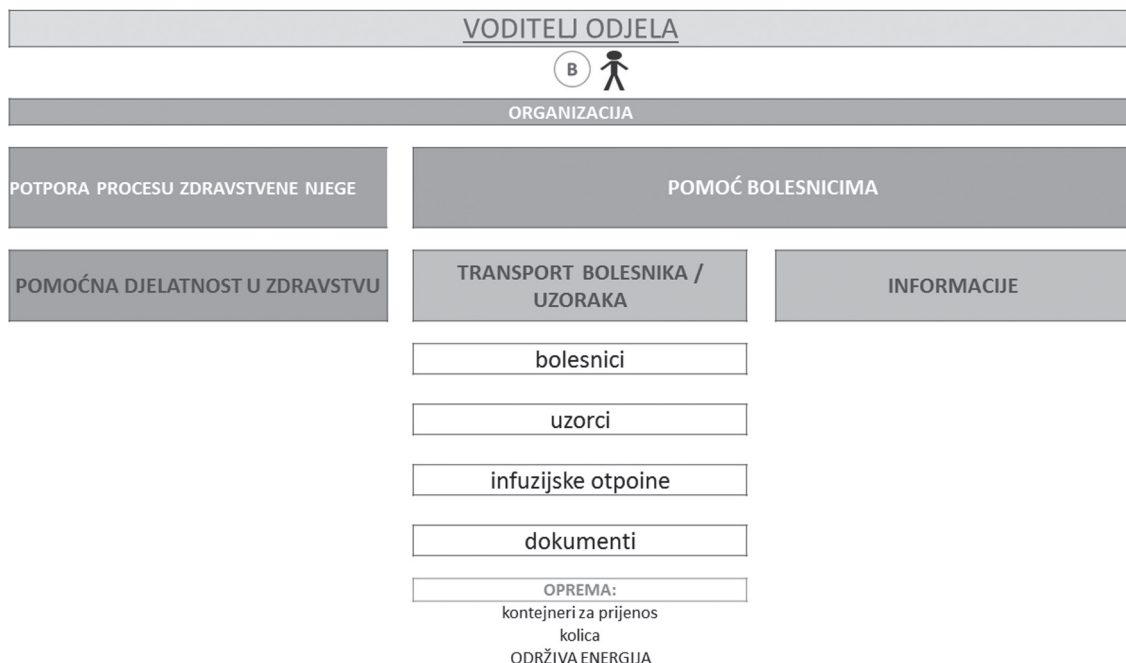 VODITELJ ODJELA
B
ORGANIZACIJA
POTPORA PROCESU ZDRAVSTVENE NJEGE
POMOĆ BOLESNICIMA
POMOĆNA DJELATNOST U ZDRAVSTVU
TRANSPORT BOLESNIKA /
UZORAKA
INFORMACIJE
bolesnici
uzorci
infuzijske otpoine
dokumenti
OPREMA:
kontejneri za prijenos
kolica
ODRŽIVA ENERGIJA